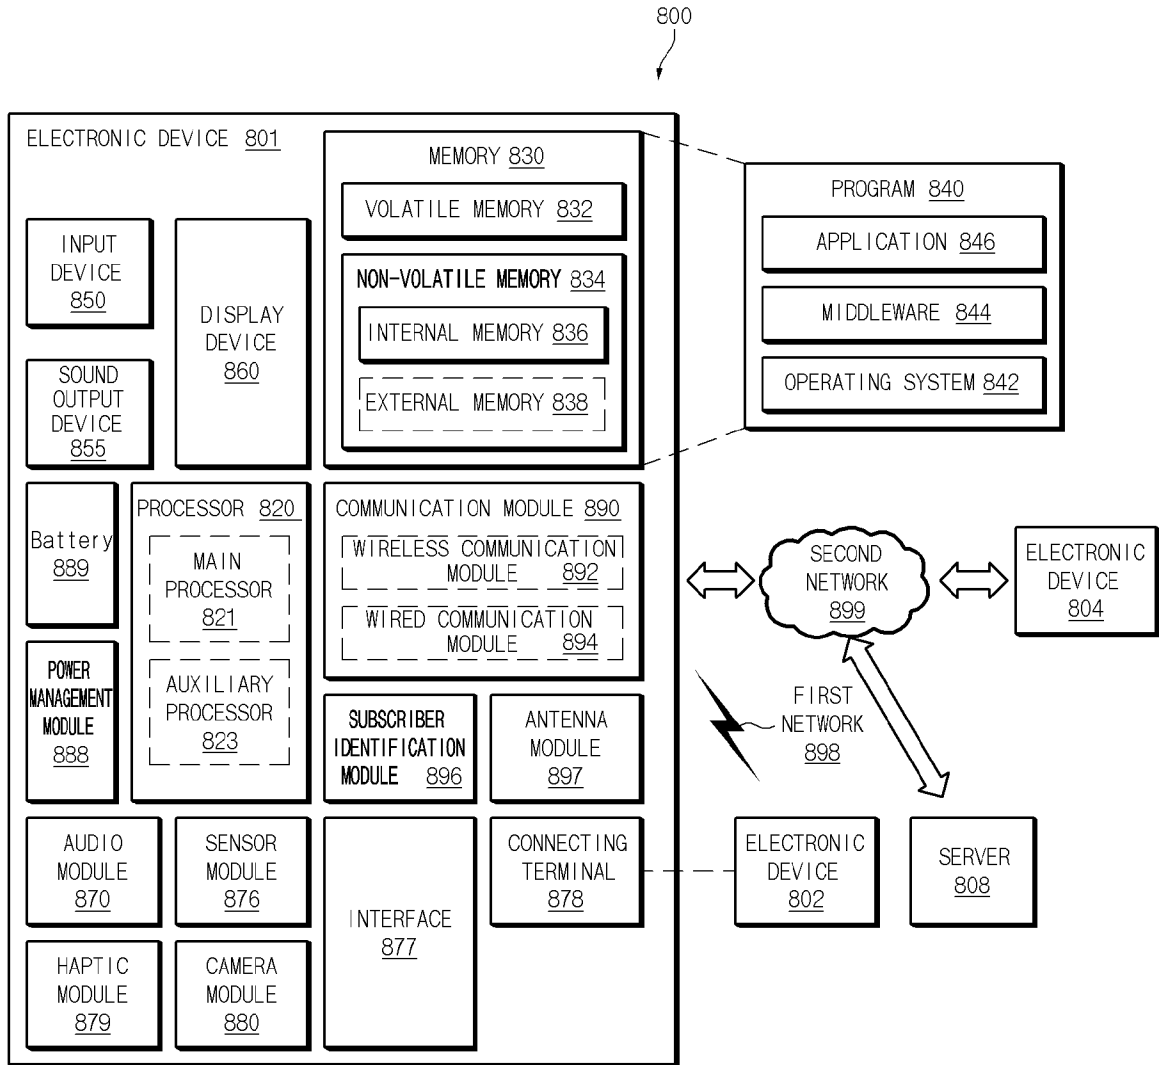 800
ELECTRONIC DEVICE 801
MEMORY 830
VOLATILE MEMORY 832
NON-VOLATILE MEMORY 834
INTERNAL MEMORY 836
EXTERNAL MEMORY 838
PROGRAM 840
APPLICATION 846
MIDDLEWARE 844
OPERATING SYSTEM 842
INPUT
DEVICE
850
DISPLAY
DEVICE
860
SOUND
OUTPUT
DEVICE
855
Battery
889
PROCESSOR 820
MAIN
PROCESSOR
821
AUXILIARY
PROCESSOR
823
COMMUNICATION MODULE 890
WIRELESS COMMUNICATION
MODULE 892
WIRED COMMUNICATION
MODULE 894
SECOND
NETWORK
899
ELECTRONIC
DEVICE
804
POWER
MANAGEMENT
MODULE
888
SUBSCRIBER
IDENTIFICATION
MODULE 896
ANTENNA
MODULE
897
FIRST
NETWORK
898
AUDIO
MODULE
870
SENSOR
MODULE
876
INTERFACE
877
CONNECTING
TERMINAL
878
ELECTRONIC
DEVICE
802
SERVER
808
HAPTIC
MODULE
879
CAMERA
MODULE
880